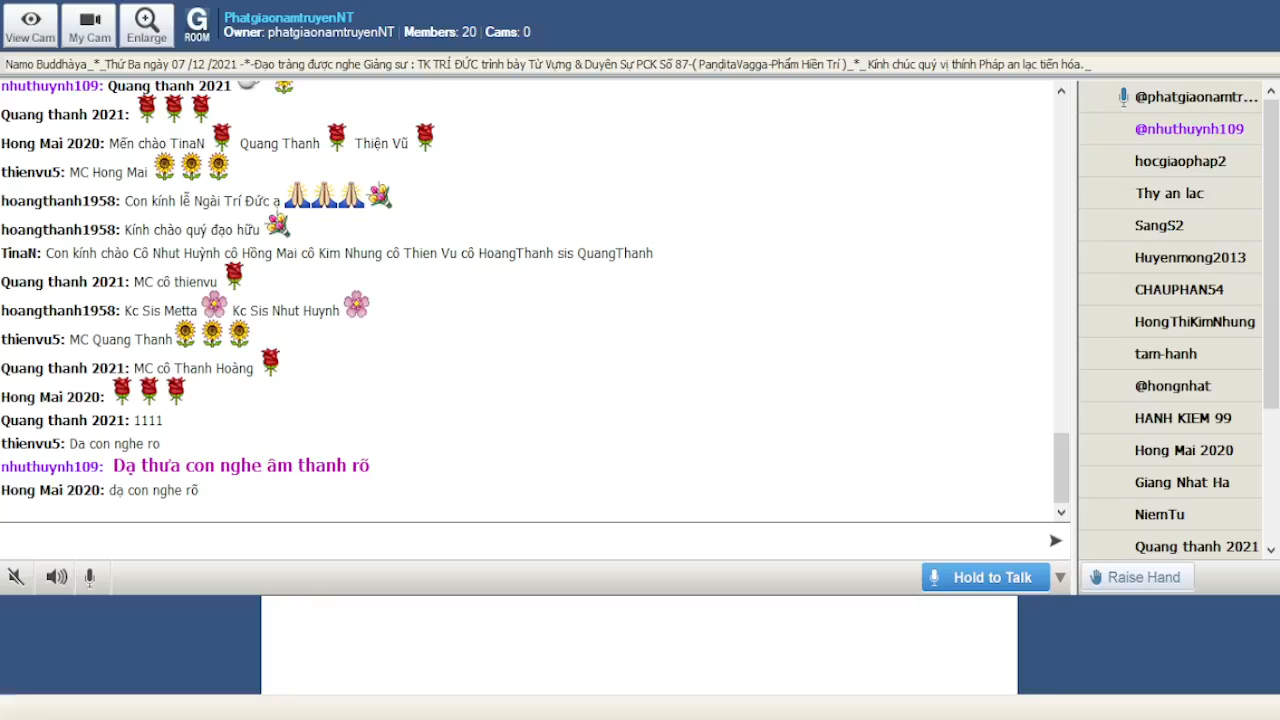 View Cam
My Cam
Enlarge
G
ROOM
PhatgiaonamtruyenNT
Owner: phatgiaonamtruyenNT | Members: 20 | Cams: 0
Namo Buddhàya_*_Thứ Ba ngày 07 /12 /2021 -*-Đạo tràng được nghe Giảng sư : TK TRÍ ĐỨC trình bày Từ Vựng & Duyên Sự PCK Số 87-( PaṇḍitaVagga-Phẩm Hiền Trí )_*_ Kính chúc quý vị thính Pháp an lạc tiến hóa._
nhuthuynh109: Quang thanh 2021
Quang thanh 2021:
Hong Mai 2020: Mến chào TinaN Quang Thanh Thiện Vũ
thienvu5: MC Hong Mai
hoangthanh1958: Con kính lễ Ngài Trí Đức ạ
hoangthanh1958: Kính chào quý đạo hữu
TinaN: Con kính chào Cô Nhut Huỳnh cô Hồng Mai cô Kim Nhung cô Thien Vu cô HoangThanh sis QuangThanh
Quang thanh 2021: MC cô thienvu
hoangthanh1958: Kc Sis Metta Kc Sis Nhut Huynh
thienvu5: MC Quang Thanh
Quang thanh 2021: MC cô Thanh Hoàng
Hong Mai 2020:
Quang thanh 2021: 1111
thienvu5: Da con nghe ro
nhuthuynh109: Dạ thưa con nghe âm thanh rõ
Hong Mai 2020: dạ con nghe rõ
@phatgiaonamtr...
@nhuthuynh109
hocgiaophap2
Thy an lac
SangS2
Huyenmong2013
CHAUPHAN54
HongThiKimNhung
tam-hanh
@hongnhat
HANH KIEM 99
Hong Mai 2020
Giang Nhat Ha
NiemTu
Quang thanh 2021
Hold to Talk
Raise Hand